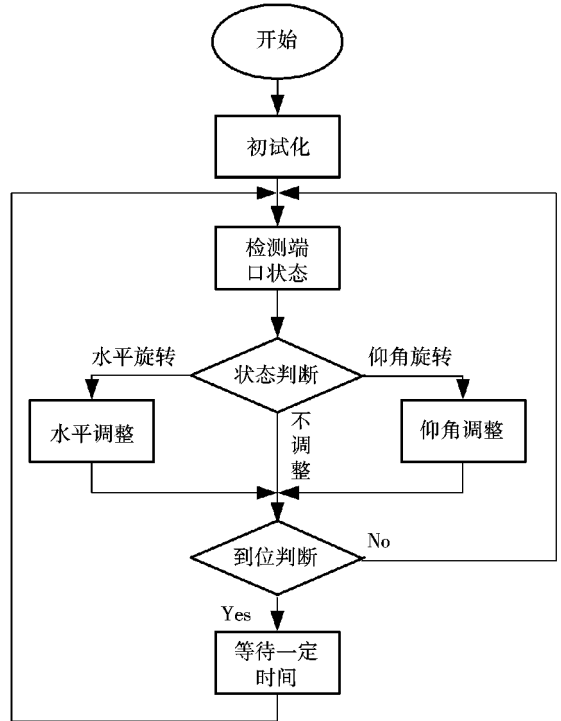 开始
初试化
检测端
口状态
水平旋转
状态判断
仰角旋转
水平调整
不
调
整
仰角调整
到位判断
No
Yes
等待一定
时间